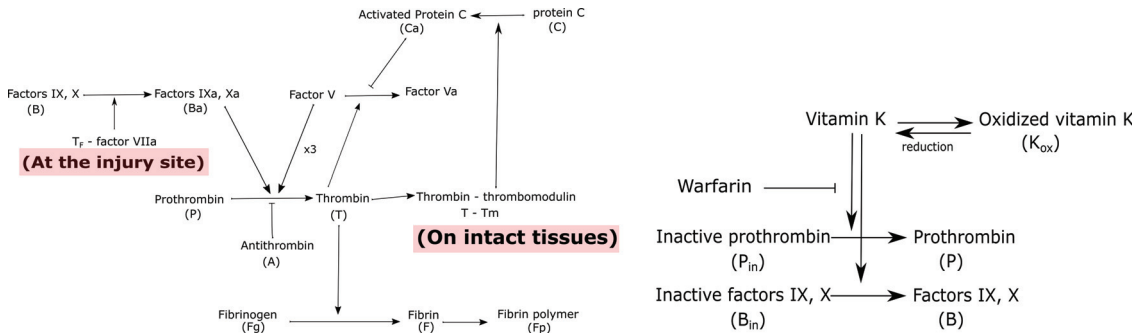 Activated Protein C
(Ca)
protein C
(C)
Factors IX, X
(B)
Factors IXa, Xa
(Ba)
Factor V
Factor Va
TF - factor VIIa
(At the injury site)
x3
Prothrombin
(P)
Thrombin
(T)
Thrombin - thrombomodulin
T - Tm
(On intact tissues)
Antithrombin
(A)
Fibrinogen
(Fg)
Fibrin
(F)
Fibrin polymer
(Fp)
Vitamin K
Oxidized vitamin K
(Kox)
reduction
Warfarin
Inactive prothrombin
(Pin)
Prothrombin
(P)
Inactive factors IX, X
(Bin)
Factors IX, X
(B)